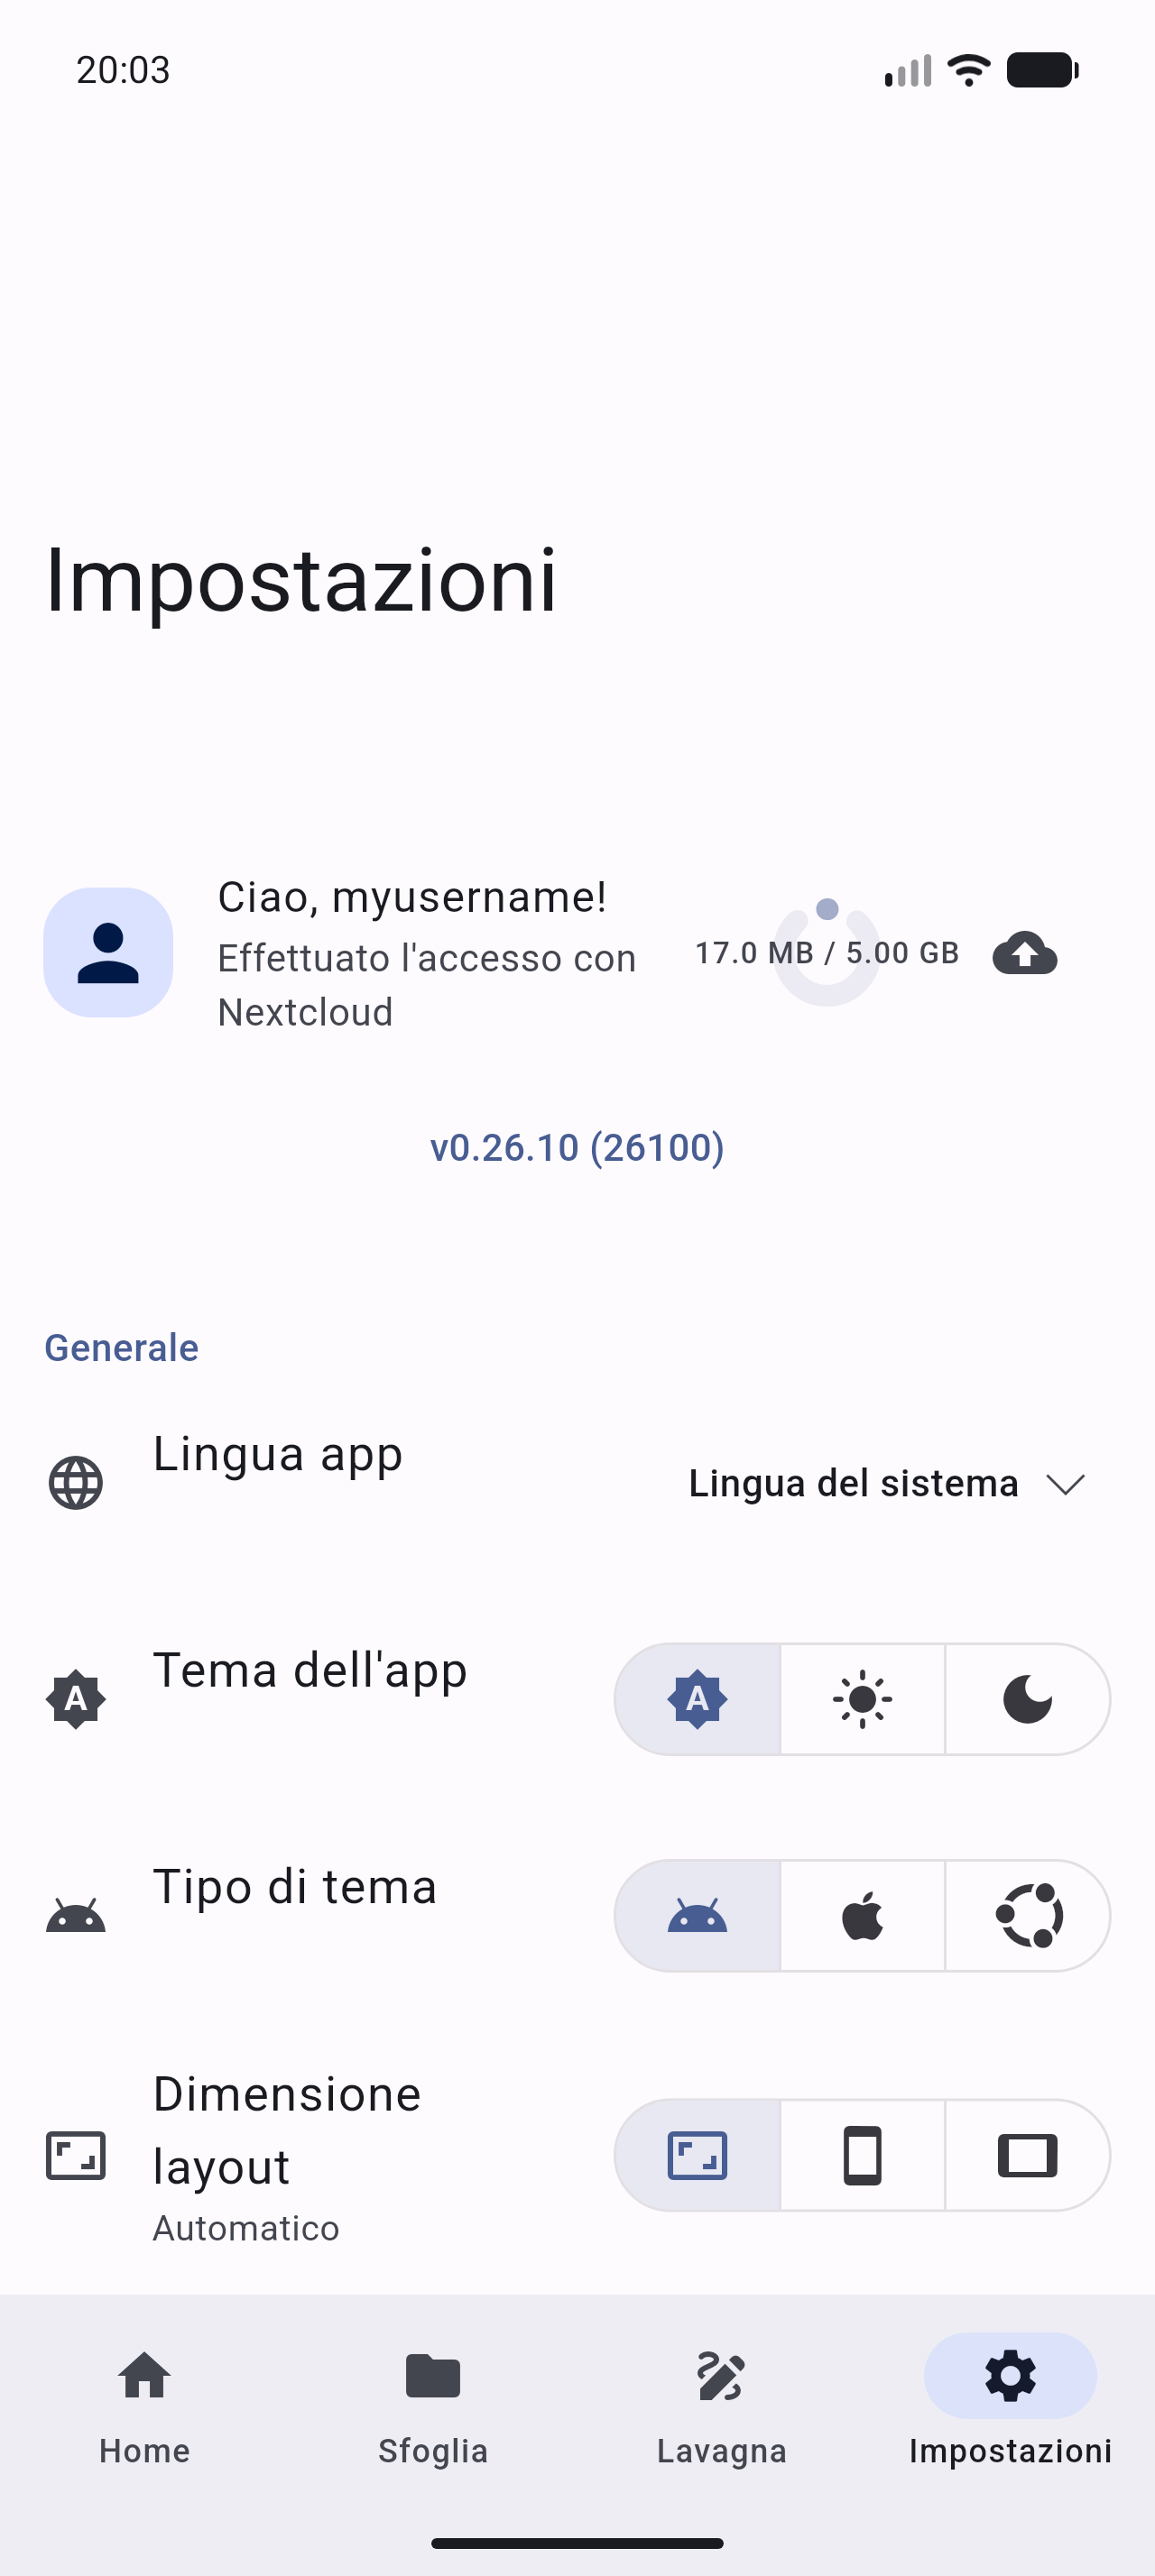 20:03
Impostazioni
Ciao, myusername!
Effettuato l'accesso con
Nextcloud
17.0 MB / 5.00 GB
v0.26.10 (26100)
Generale
Lingua app
Lingua del sistema
Tema dell'app
A
A
Tipo di tema
Dimensione
layout
Automatico
Home
Sfoglia
Lavagna
Impostazioni